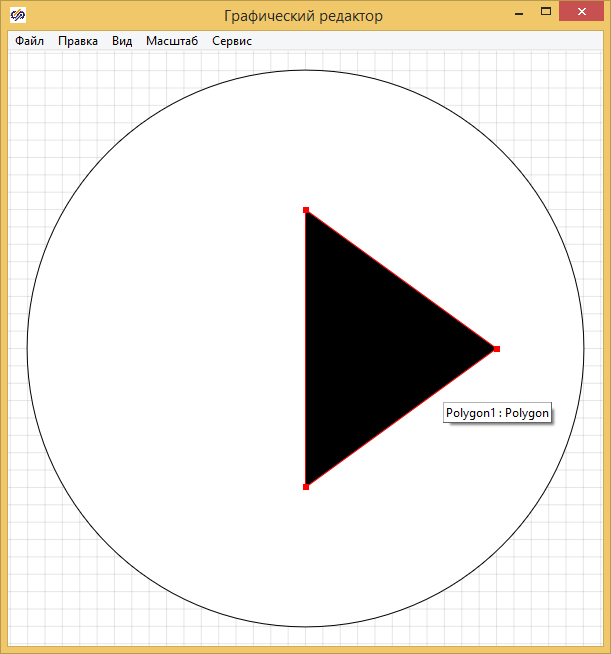 Графический редактор
Файл Правка Вид Масштаб Сервис
Polygon1 : Polygon